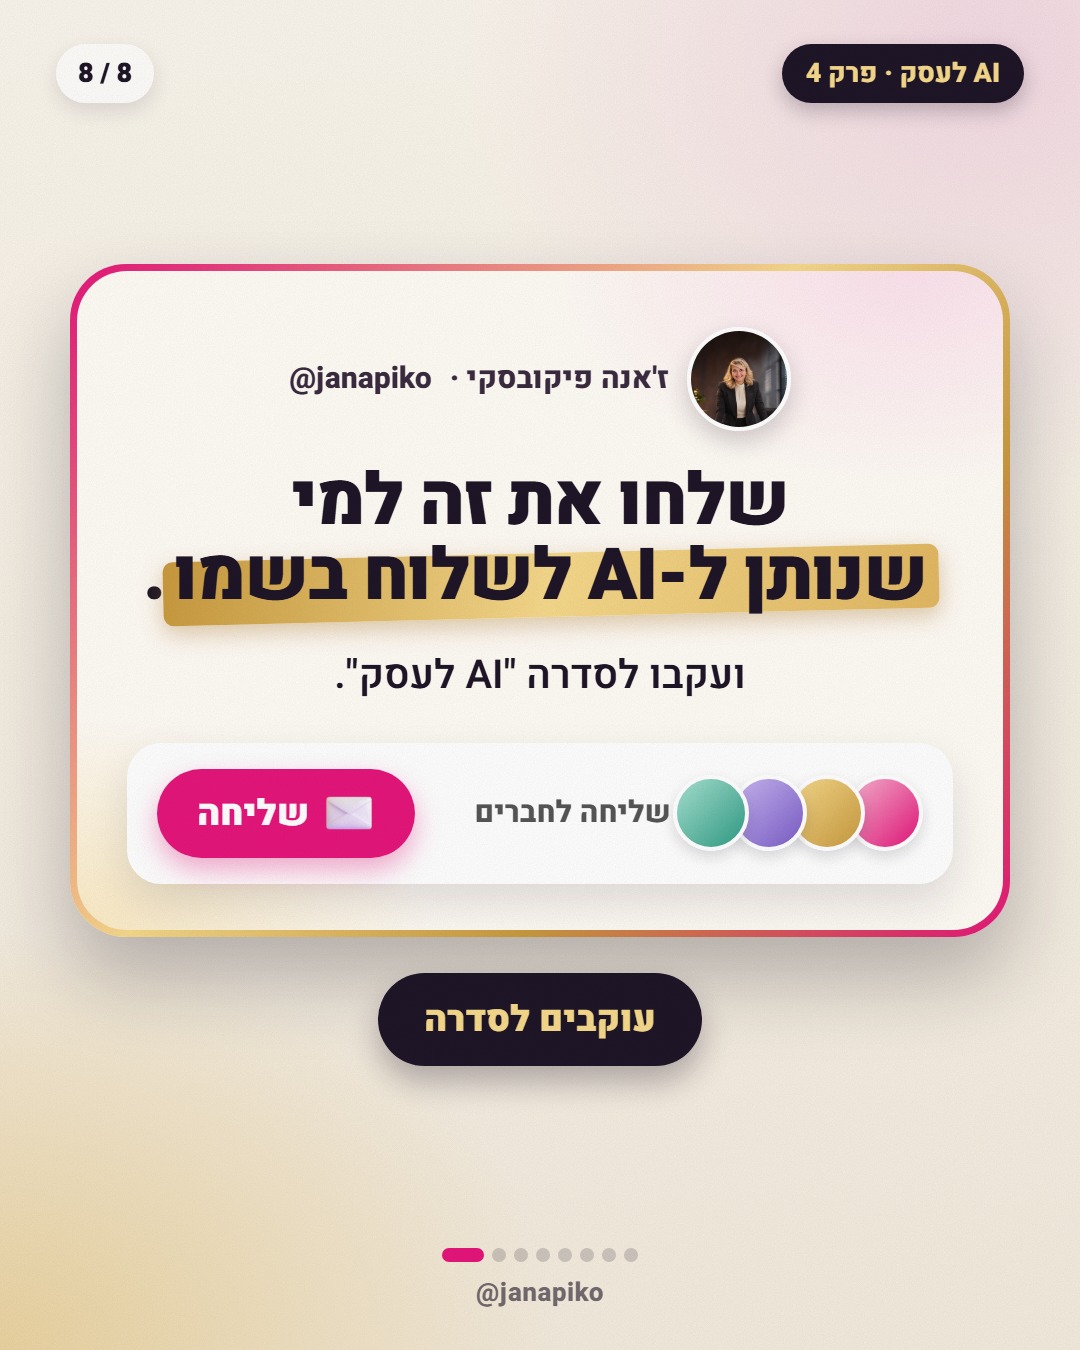 AI לעסק · פרק 4
8 / 8
ז'אנה פיקובסקי · @janapiko
שלחו את זה למי
שנותן ל-AI לשלוח בשמו.
ועקבו לסדרה "AI לעסק".
שליחה לחברים
שליחה
עוקבים לסדרה
@janapiko